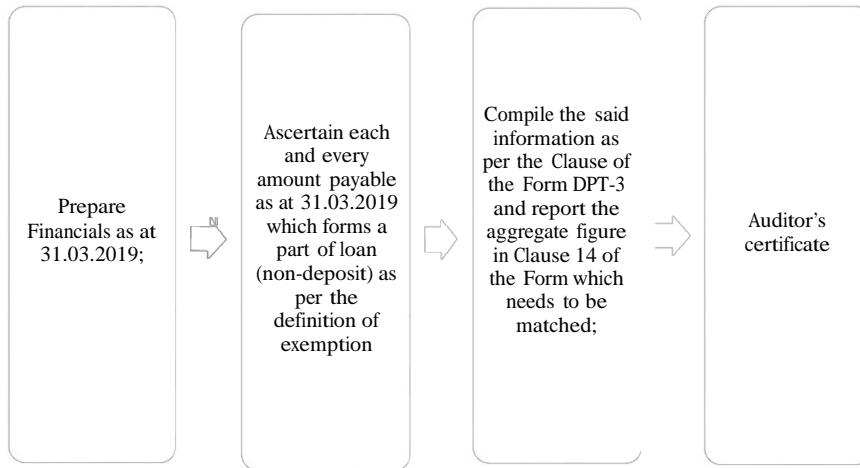 Prepare
Financials as at
31.03.2019;
Ascertain each
and every
amount payable
as at 31.03.2019
which forms a
part of loan
(non-deposit) as
per the
definition of
exemption
Compile the said
information as
per the Clause of
the Form DPT-3
and report the
aggregate figure
in Clause 14 of
the Form which
needs to be
matched;
Auditor's
certificate